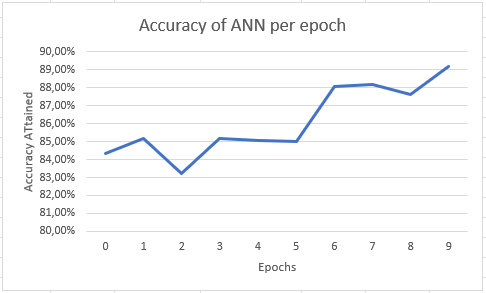 Accuracy of ANN per epoch
90,00%
89,00%
88,00%
87,00%
86,00%
85,00%
84,00%
83,00%
82,00%
81,00%
80,00%
Accuracy ATtained
0 1 2 3 4 5 6 7 8 9
Epochs